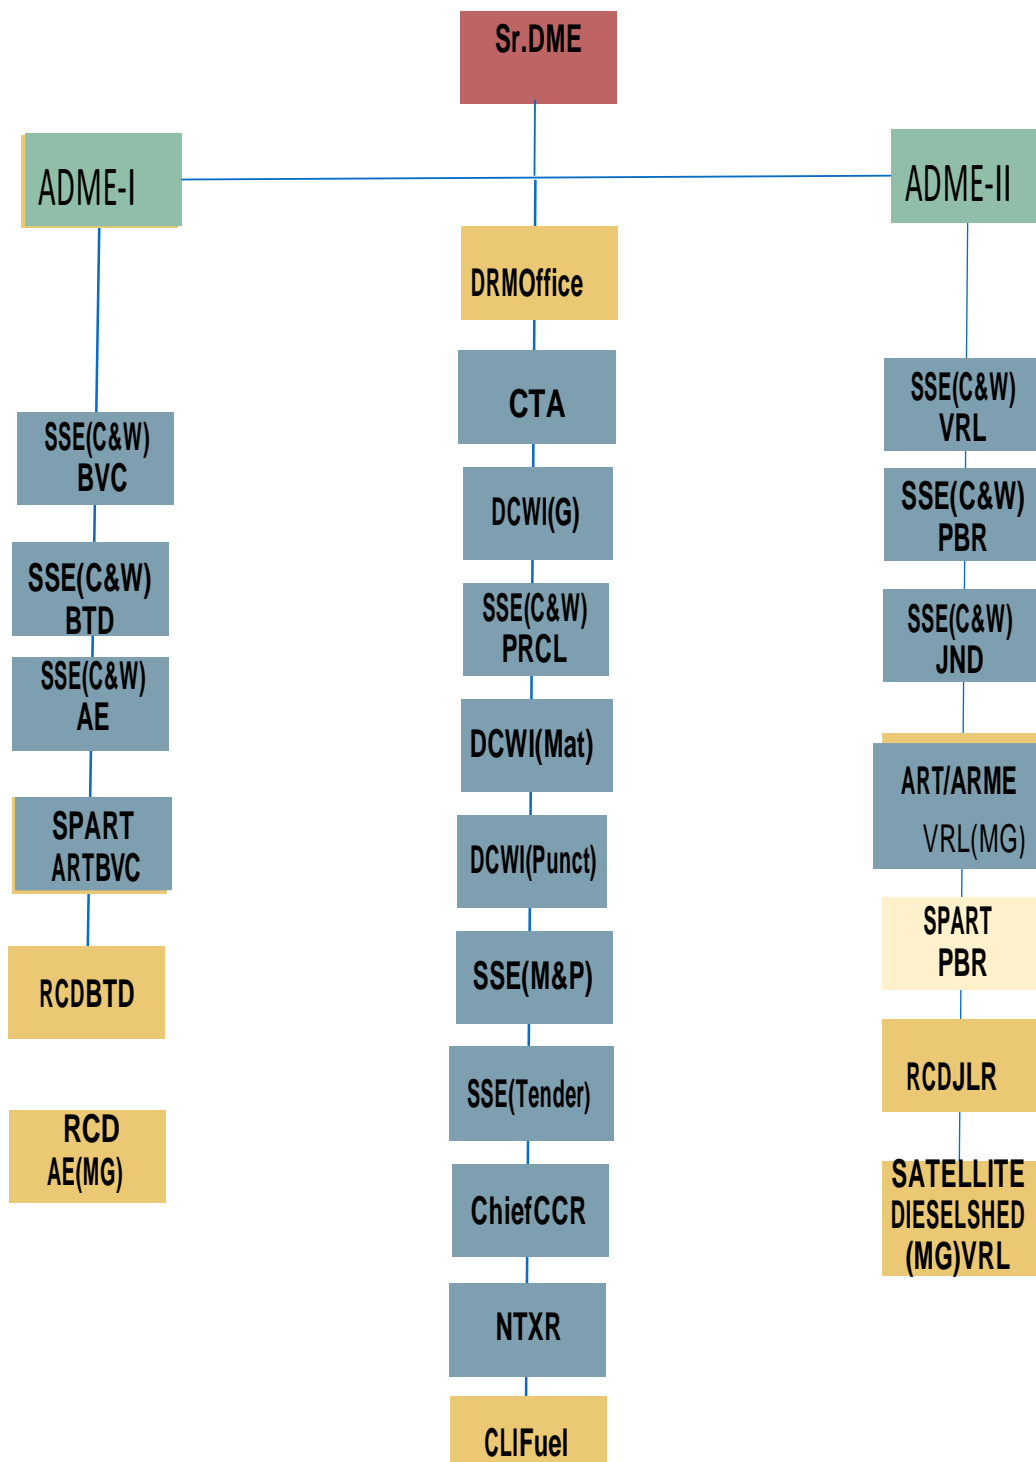 Sr.DME
ADME-I
ADME-II
DRMOffice
CTA
DCWI(G)
SSE(C&W)
PRCL
DCWI(Mat)
DCWI(Punct)
SSE(M&P)
SSE(Tender)
ChiefCCR
NTXR
CLIFuel
SSE(C&W)
BVC
SSE(C&W)
BTD
SSE(C&W)
AE
SPART
ARTBVC
RCDBTD
RCD
AE(MG)
SSE(C&W)
VRL
SSE(C&W)
PBR
SSE(C&W)
JND
ART/ARME
VRL(MG)
SPART
PBR
RCDJLR
SATELLITE
DIESELSHED
(MG)VRL